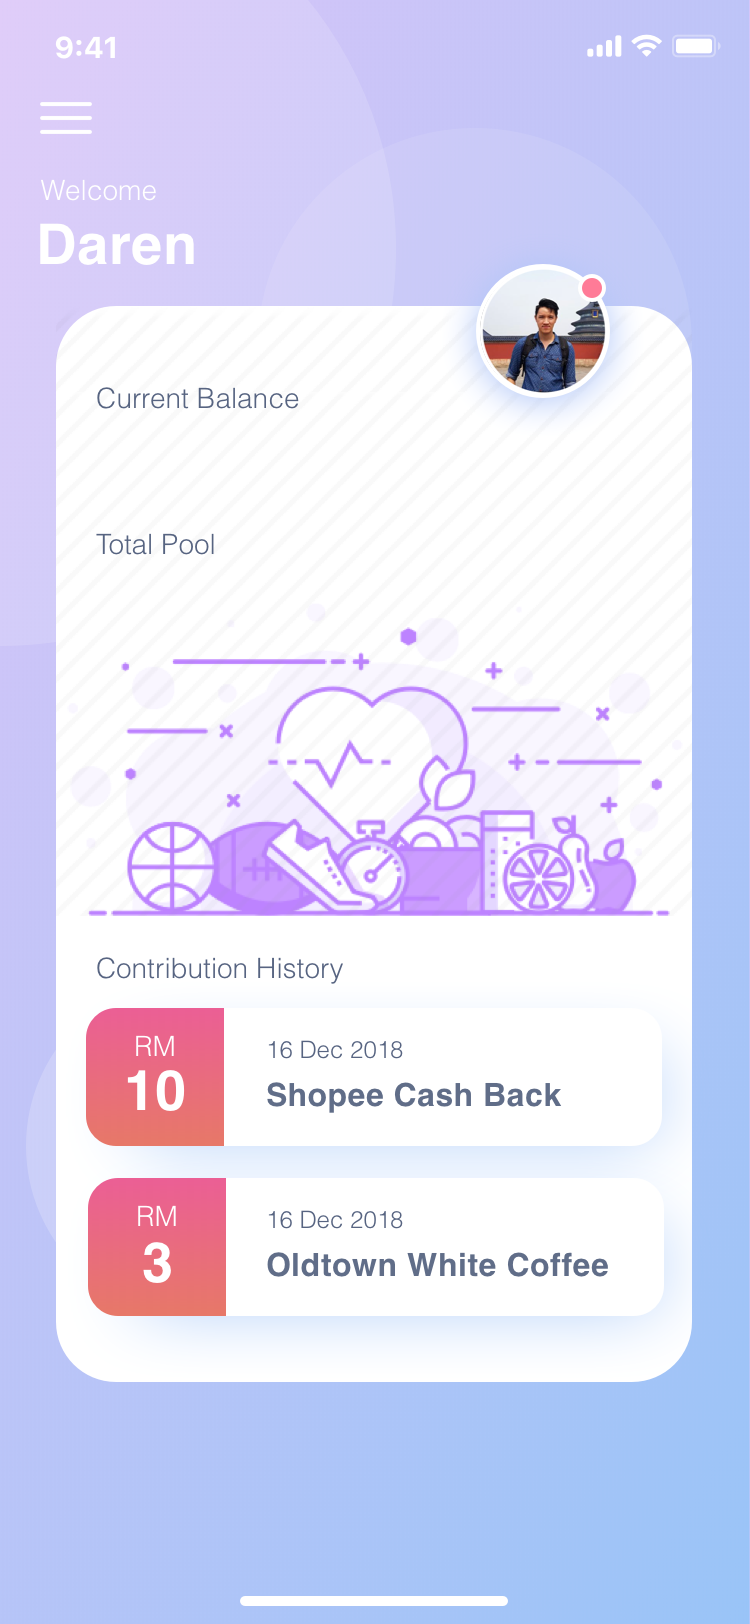 9:41
Welcome
Daren
Current Balance
Total Pool
Contribution History
RM
10
16 Dec 2018
Shopee Cash Back
RM
3
16 Dec 2018
Oldtown White Coffee